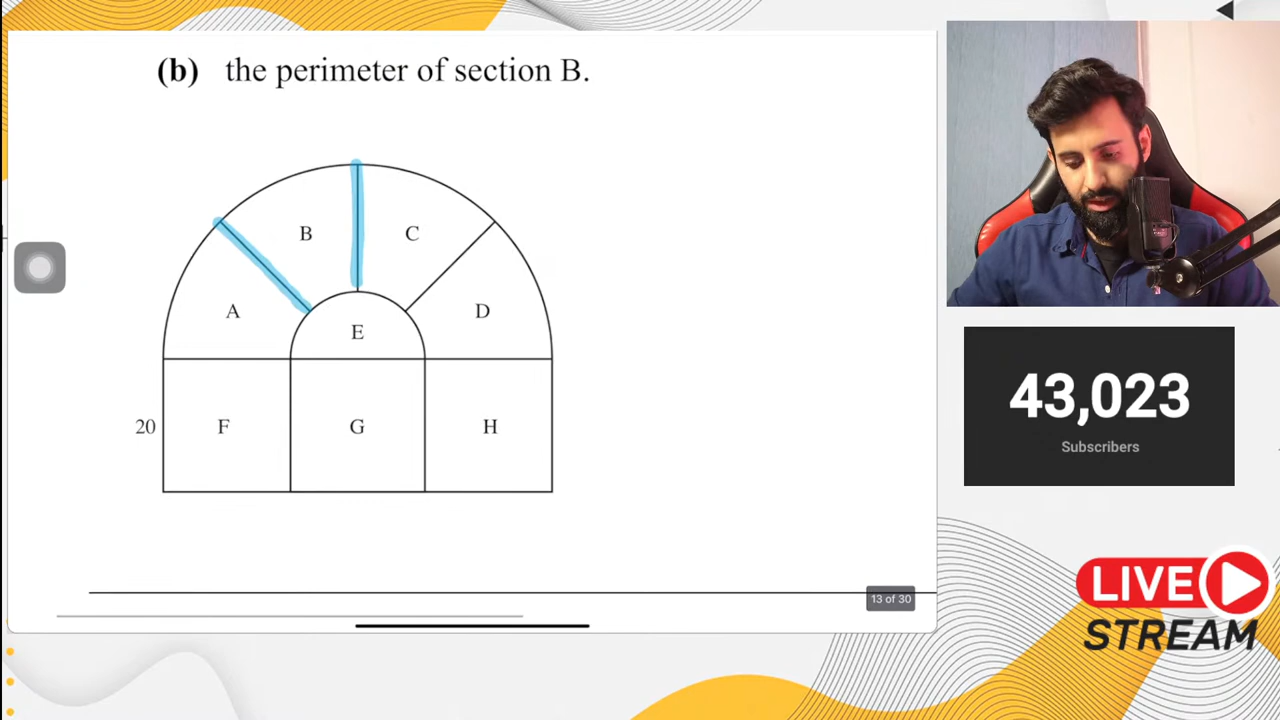 (b) the perimeter of section B.
B
C
A
D
E
20
F
G
H
13 of 30
43,023
Subscribers
LIVE
STREAM